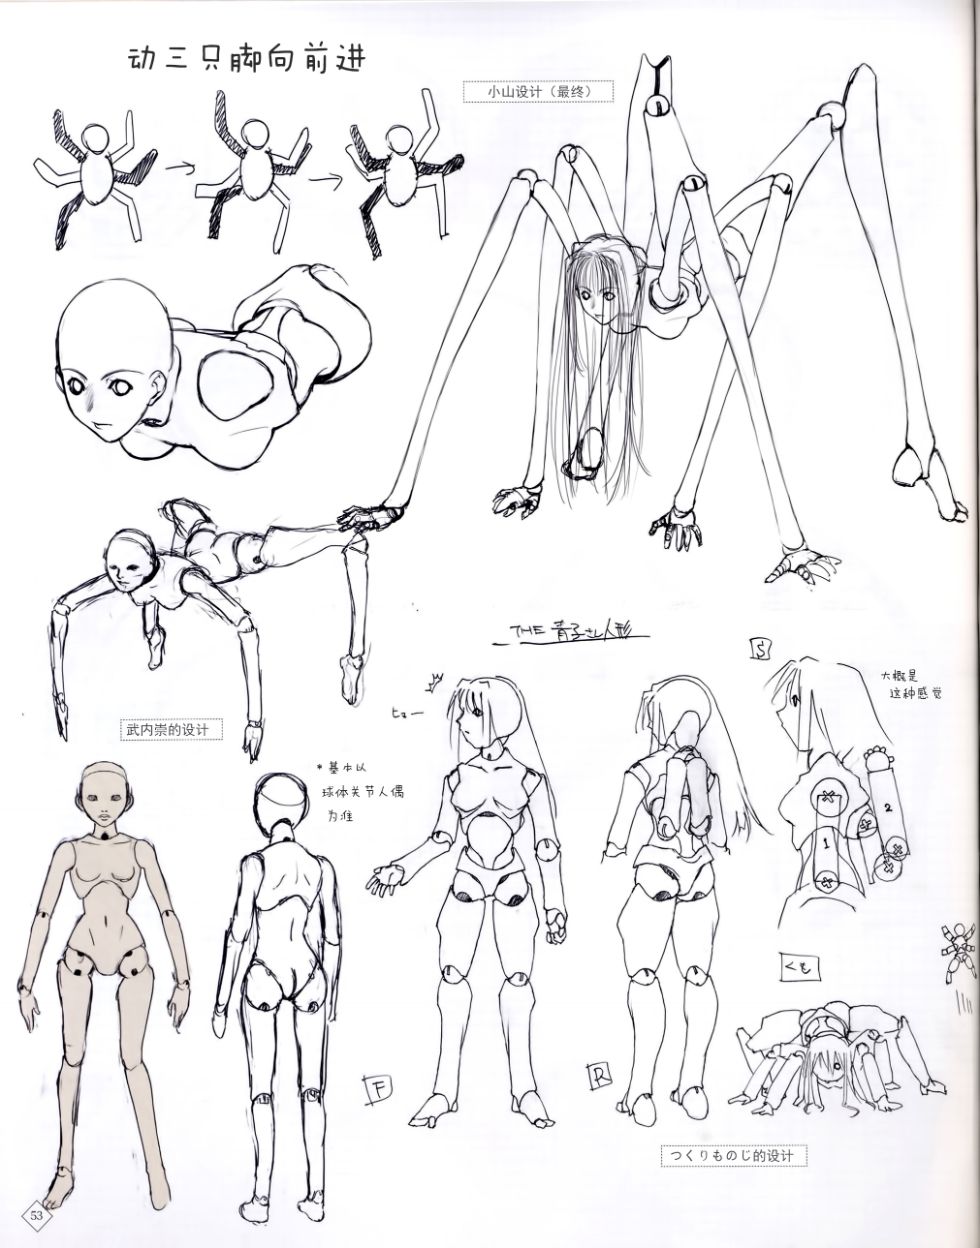 动三只脚向前进
小山设计（最终）
武内崇的设计
*基本以
球体关节人偶
为准
THE 青子さん人形
ヒョー
S
大概是
这种感觉
1
2
くも
F
R
つくりものじ的设计
53